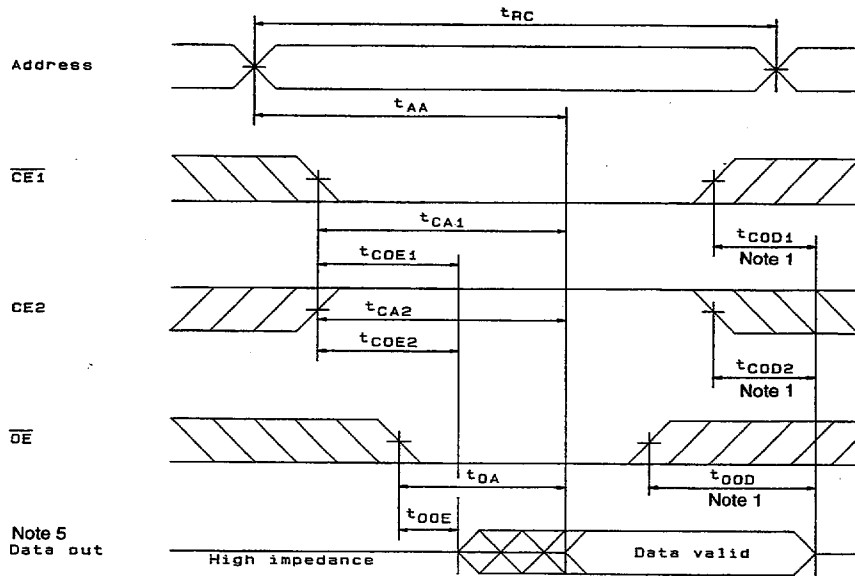 tRC
Address
tAA
CE1
tCA1
tCOE1
tCOD1
Note 1
CE2
tCA2
tCOE2
tCOD2
Note 1
OE
tOA
tOOD
Note 1
tOOE
Note 5
Data out
High impedance
Data valid